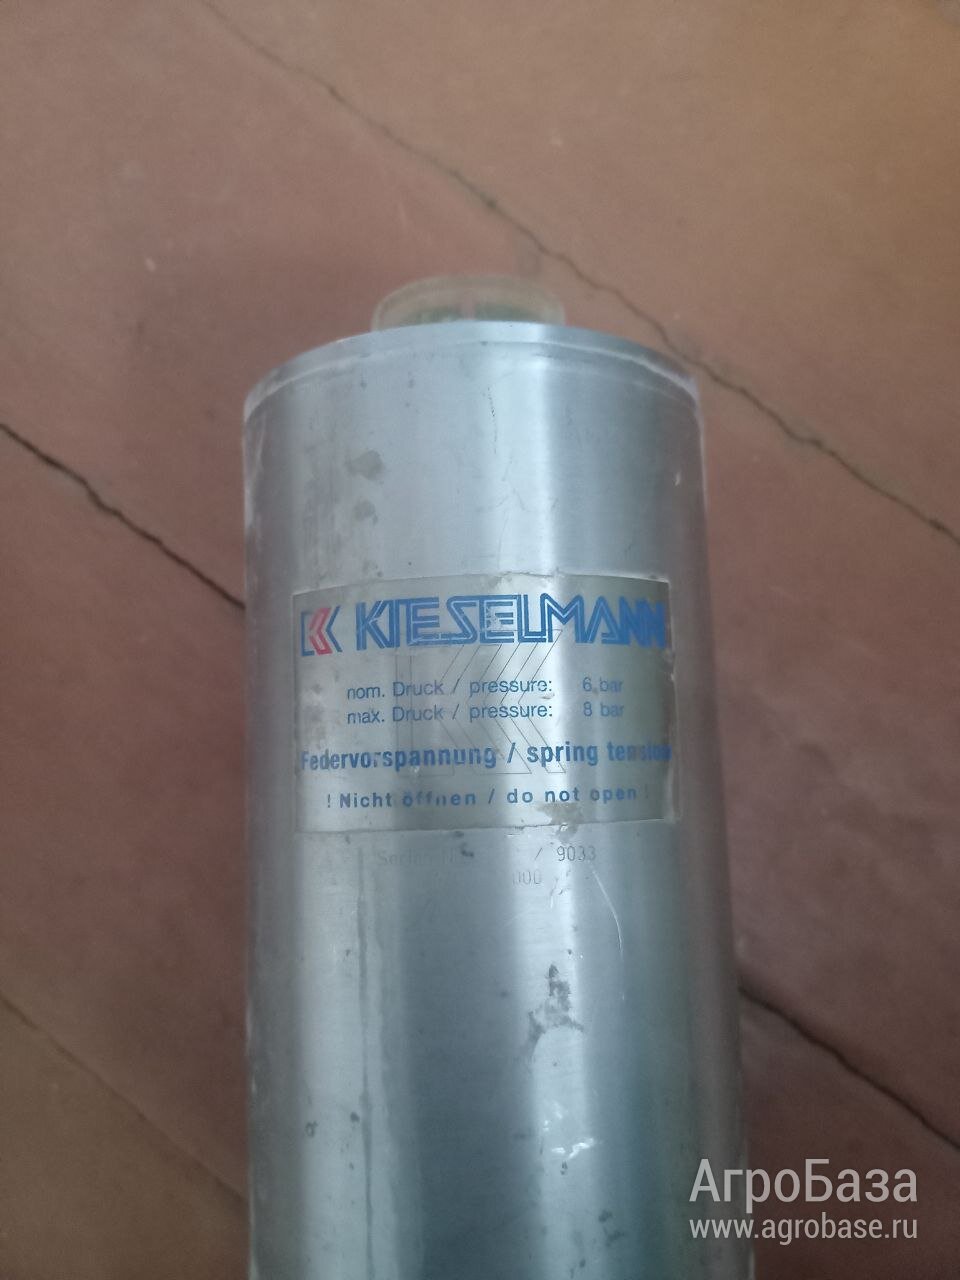 KIESELMANN
nom. Druck / pressure: 6 bar
max. Druck / pressure: 8 bar
Federvorspannung / spring tension
! Nicht öffnen / do not open !
/ 9033
000
АгроБаза
www.agrobase.ru